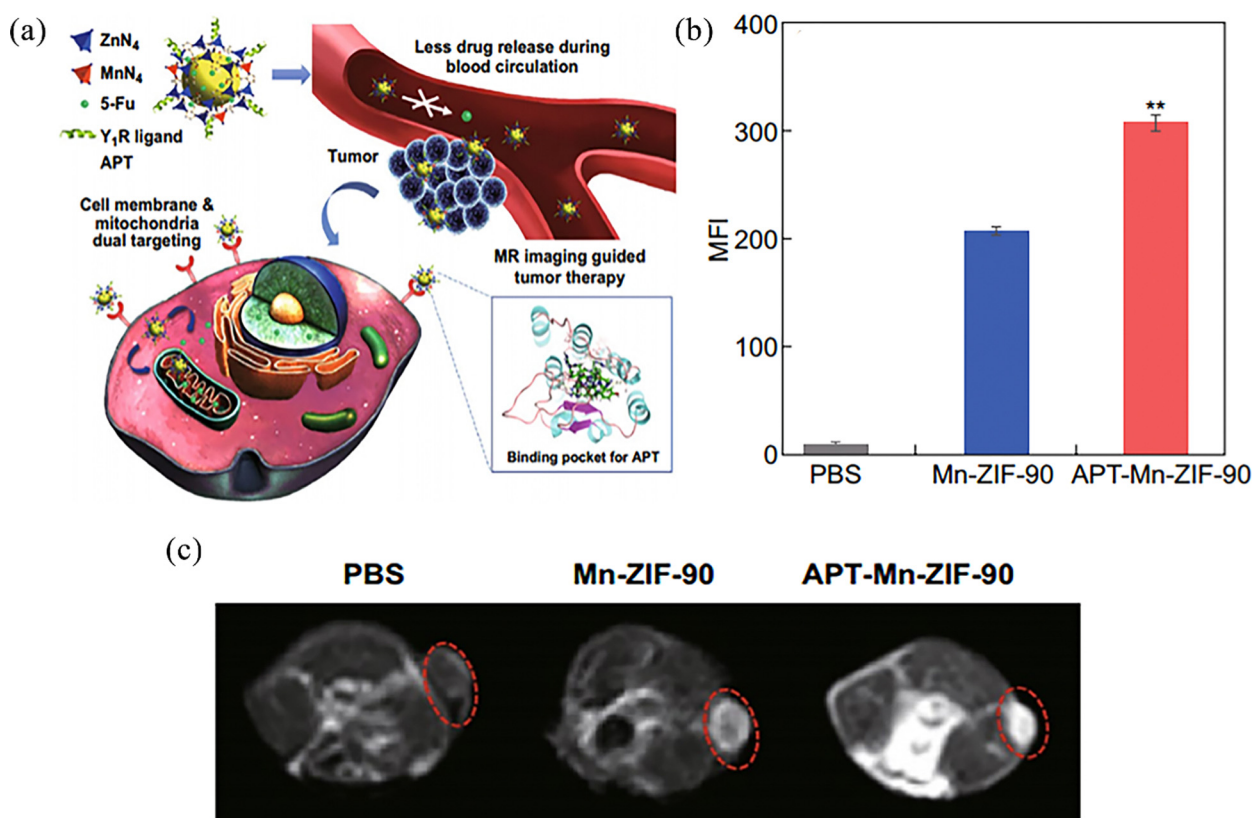 (a)
ZnN4
MnN4
5-Fu
Y1R ligand
APT
Less drug release during
blood circulation
Tumor
Cell membrane &
mitochondria
dual targeting
MR imaging guided
tumor therapy
Binding pocket for APT
(b)
400
300
200
100
0
MFI
**
PBS
Mn-ZIF-90
APT-Mn-ZIF-90
(c)
PBS
Mn-ZIF-90
APT-Mn-ZIF-90